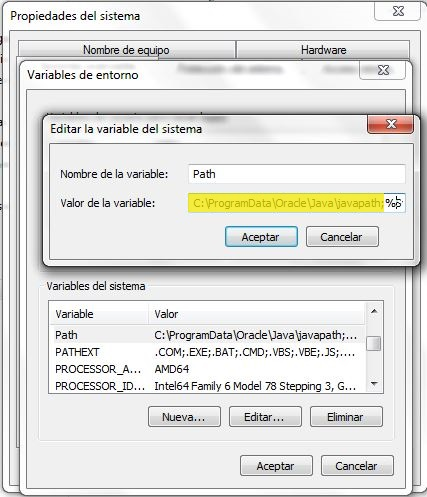 Propiedades del sistema
Nombre de equipo
Hardware
Variables de entorno
Editar la variable del sistema
Nombre de la variable: Path
Valor de la variable: C:\ProgramData\Oracle\Java\javapath;%S
Aceptar Cancelar
Variables del sistema
Variable Valor
Path C:\ProgramData\Oracle\Java\javapath;...
PATHEXT .COM;.EXE;.BAT;.CMD;.VBS;.VBE;.JS;....
PROCESSOR_A... AMD64
PROCESSOR_ID... Intel64 Family 6 Model 78 Stepping 3, G...
Nueva... Editar... Eliminar
Aceptar Cancelar